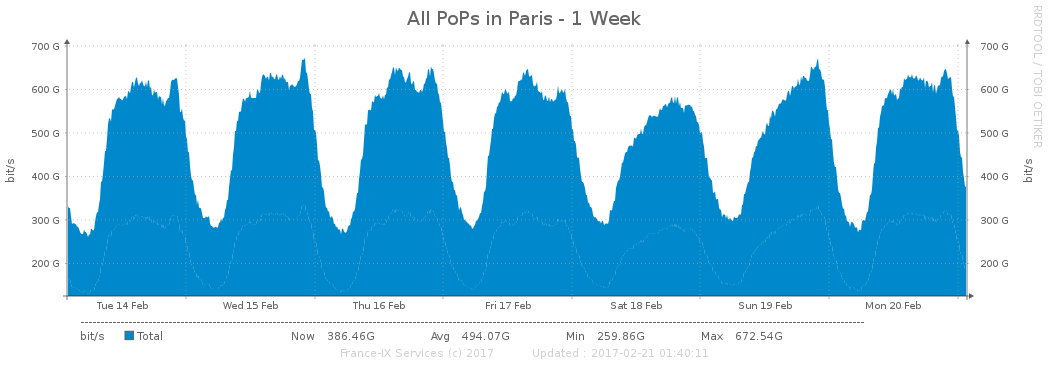 All PoPs in Paris - 1 Week
RRDTOOL / TOBI OETIKER
bit/s
700 G
600 G
500 G
400 G
300 G
200 G
700 G
600 G
500 G
400 G
300 G
200 G
bit/s
Tue 14 Feb Wed 15 Feb Thu 16 Feb Fri 17 Feb Sat 18 Feb Sun 19 Feb Mon 20 Feb
bit/s Total Now 386.46G Avg 494.07G Min 259.86G Max 672.54G
France-IX Services (c) 2017 Updated : 2017-02-21 01:40:11